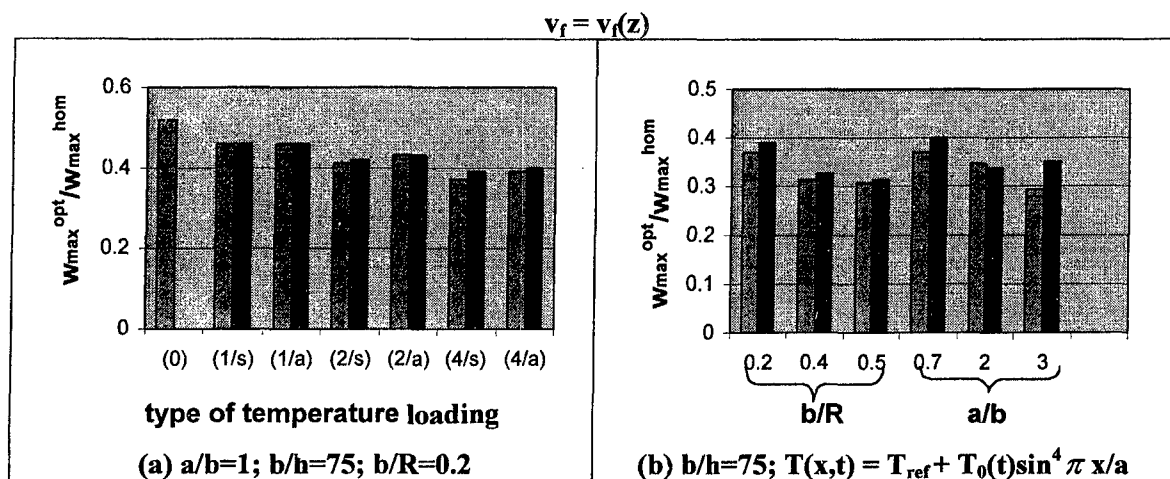 v_f = v_f(z)
W_max^opt/W_max^hom
0.6
0.4
0.2
0
(0) (1/s) (1/a) (2/s) (2/a) (4/s) (4/a)
type of temperature loading
(a) a/b=1; b/h=75; b/R=0.2
W_max^opt/W_max^hom
0.5
0.4
0.3
0.2
0.1
0
0.2 0.4 0.5 0.7 2 3
b/R a/b
(b) b/h=75; T(x,t) = T_ref + T_0(t)sin^4 π x/a